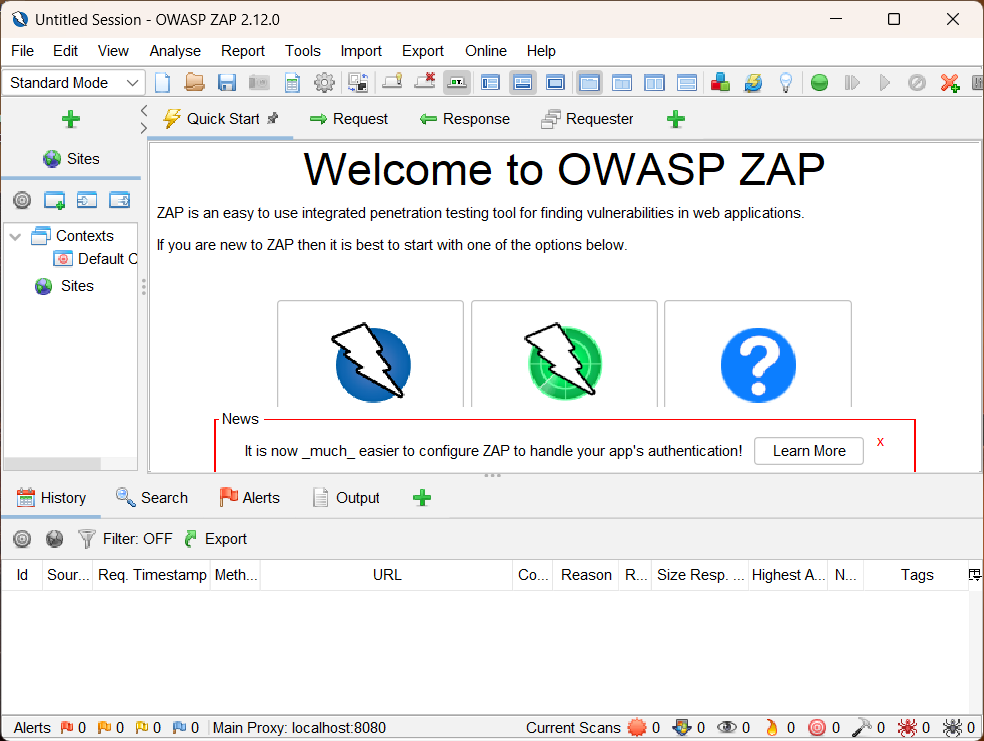 Untitled Session - OWASP ZAP 2.12.0
File Edit View Analyse Report Tools Import Export Online Help
Standard Mode
Quick Start Request Response Requester
Sites
Welcome to OWASP ZAP
ZAP is an easy to use integrated penetration testing tool for finding vulnerabilities in web applications.
If you are new to ZAP then it is best to start with one of the options below.
Contexts
Default C
Sites
News
It is now _much_ easier to configure ZAP to handle your app's authentication! Learn More X
History Search Alerts Output
Filter: OFF Export
Id Sour... Req. Timestamp Meth... URL Co... Reason R... Size Resp. ... Highest A... N... Tags
Alerts 0 0 0 0 Main Proxy: localhost:8080 Current Scans 0 0 0 0 0 0 0 0